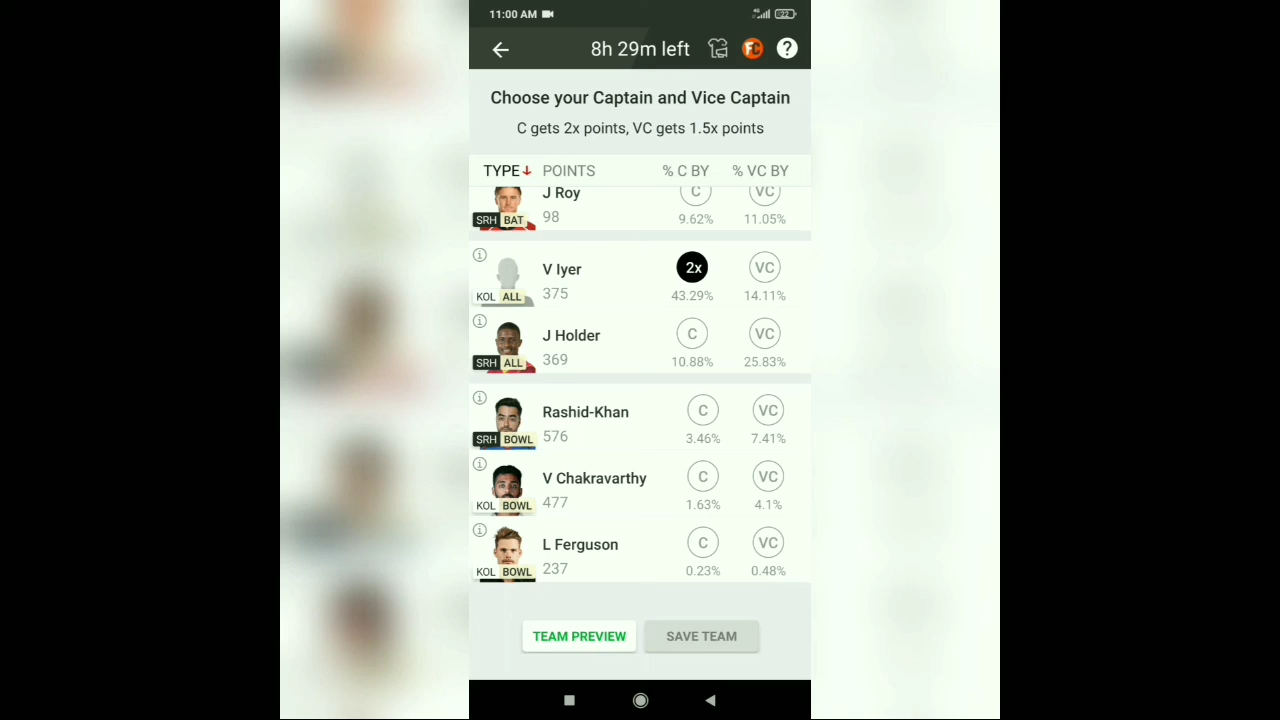 11:00 AM 4G 22
8h 29m left FC ?
Choose your Captain and Vice Captain
C gets 2x points, VC gets 1.5x points
TYPE POINTS % C BY % VC BY
J Roy C VC
SRH BAT 98 9.62% 11.05%
V Iyer 2x VC
KOL ALL 375 43.29% 14.11%
J Holder C VC
SRH ALL 369 10.88% 25.83%
Rashid-Khan C VC
SRH BOWL 576 3.46% 7.41%
V Chakravarthy C VC
KOL BOWL 477 1.63% 4.1%
L Ferguson C VC
KOL BOWL 237 0.23% 0.48%
TEAM PREVIEW SAVE TEAM